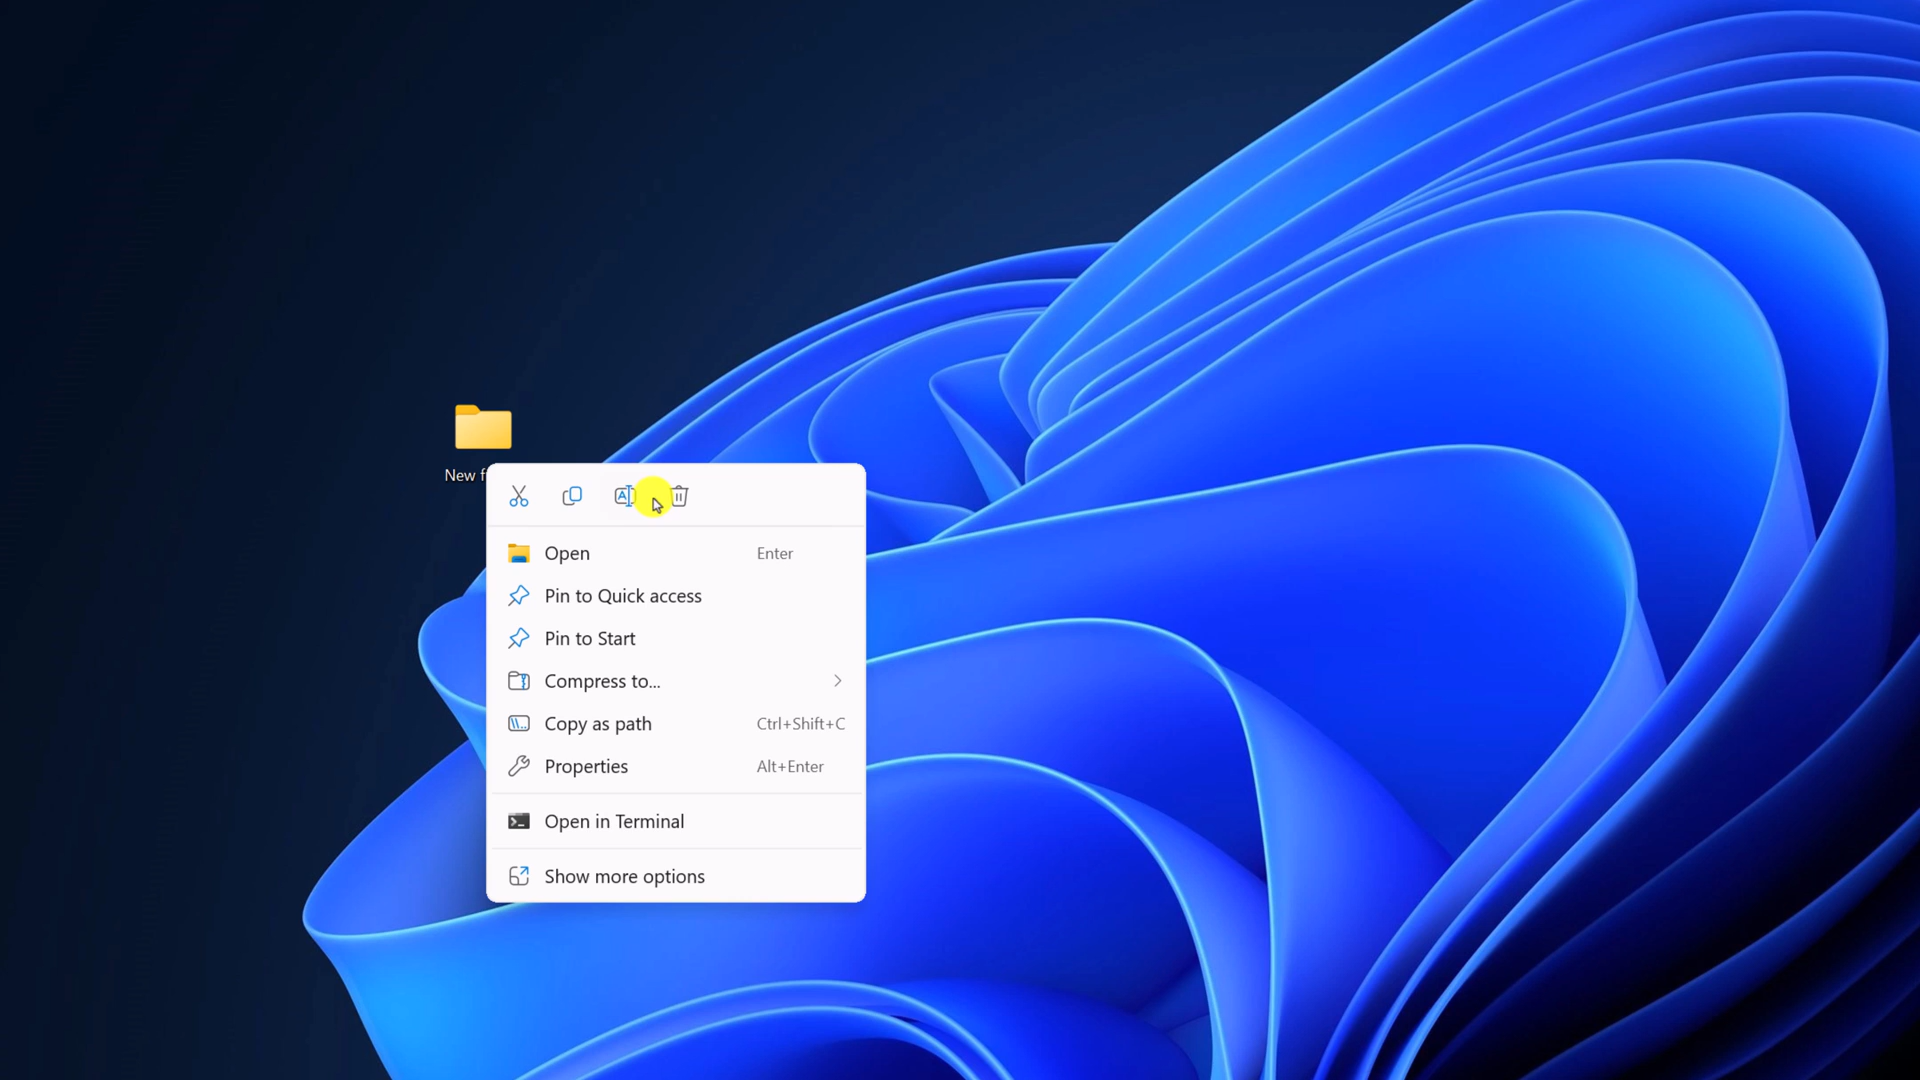 New f
Open Enter
Pin to Quick access
Pin to Start
Compress to...
Copy as path Ctrl+Shift+C
Properties Alt+Enter
Open in Terminal
Show more options